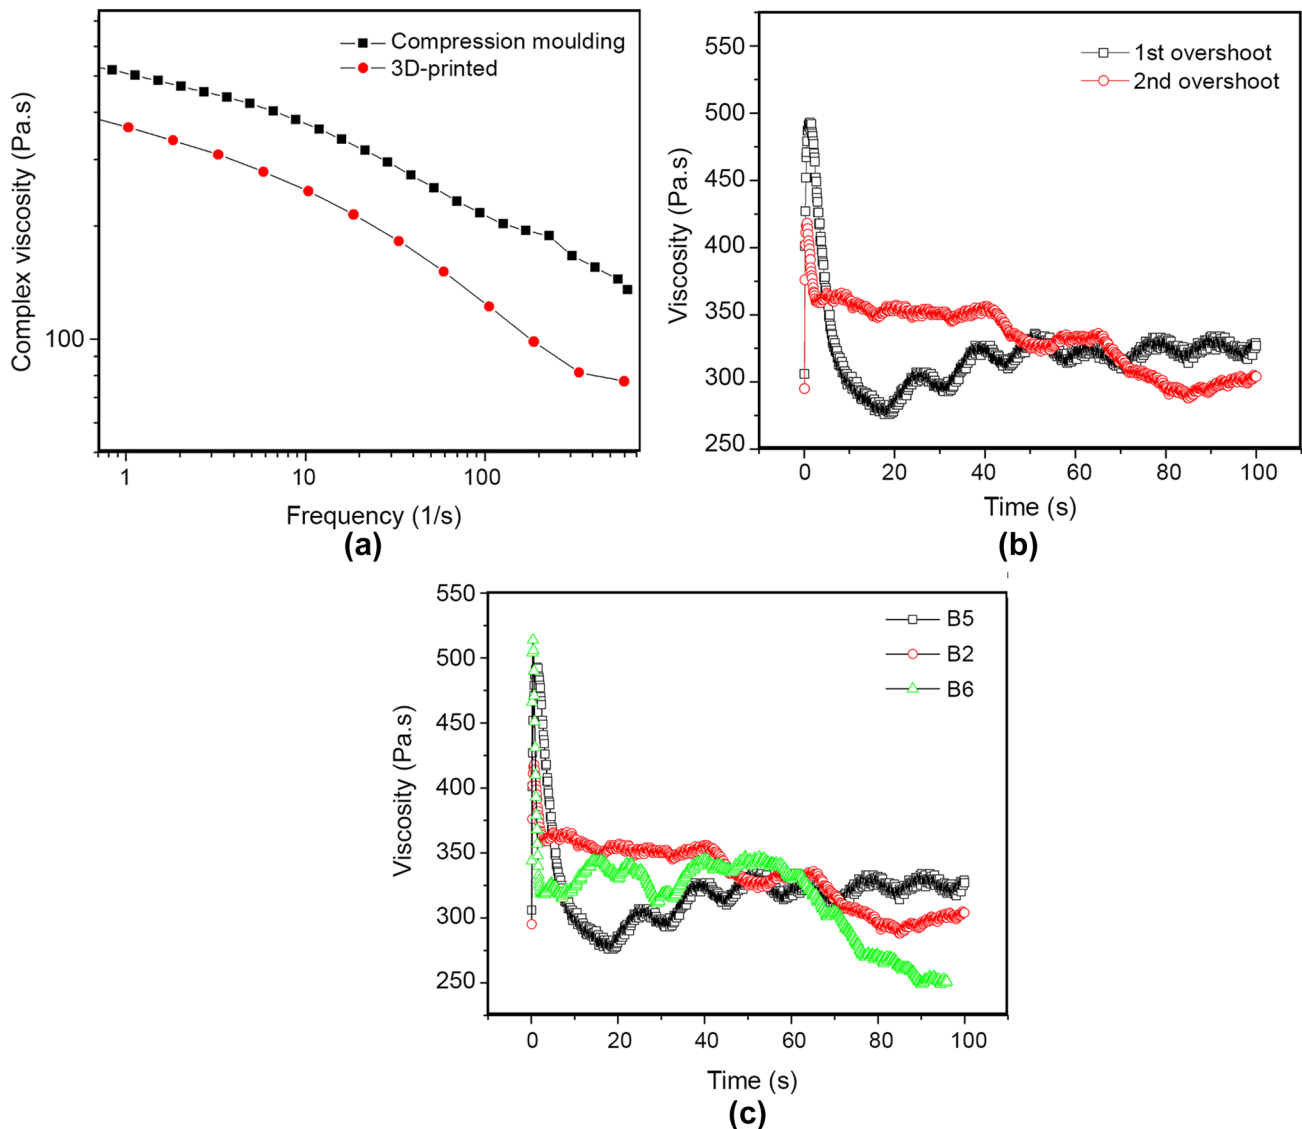 Compression moulding
3D-printed
Complex viscosity (Pa.s)
100
1
10
100
Frequency (1/s)
(a)
1st overshoot
2nd overshoot
Viscosity (Pa.s)
550
500
450
400
350
300
250
0
20
40
60
80
100
Time (s)
(b)
B5
B2
B6
Viscosity (Pa.s)
550
500
450
400
350
300
250
0
20
40
60
80
100
Time (s)
(c)